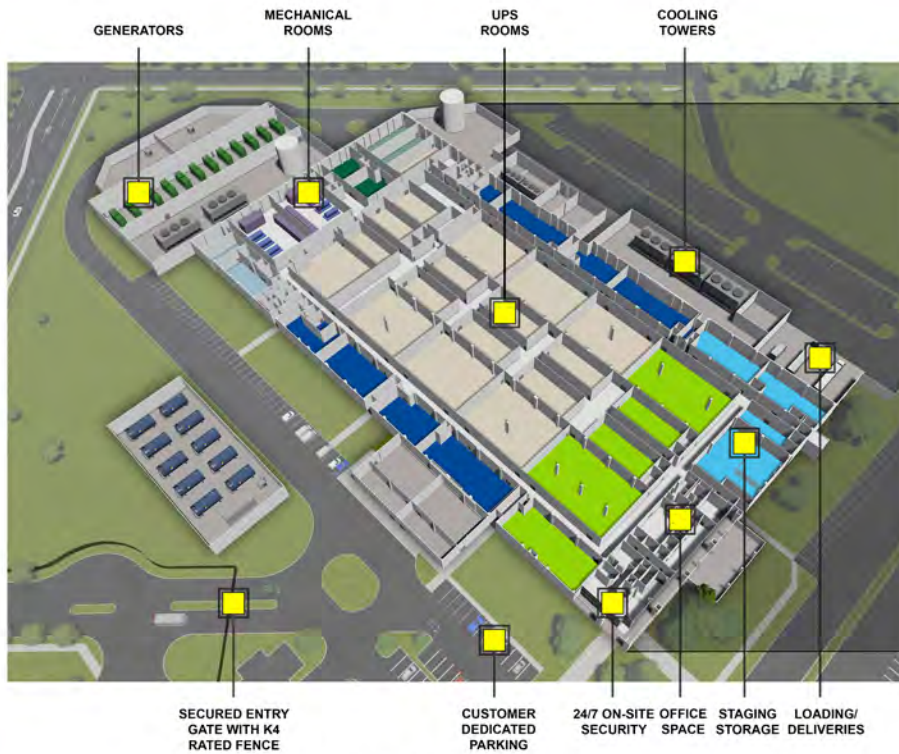 GENERATORS
MECHANICAL
ROOMS
UPS
ROOMS
COOLING
TOWERS
SECURED ENTRY
GATE WITH K4
RATED FENCE
CUSTOMER
DEDICATED
PARKING
24/7 ON-SITE
SECURITY
OFFICE
SPACE
STAGING
STORAGE
LOADING/
DELIVERIES